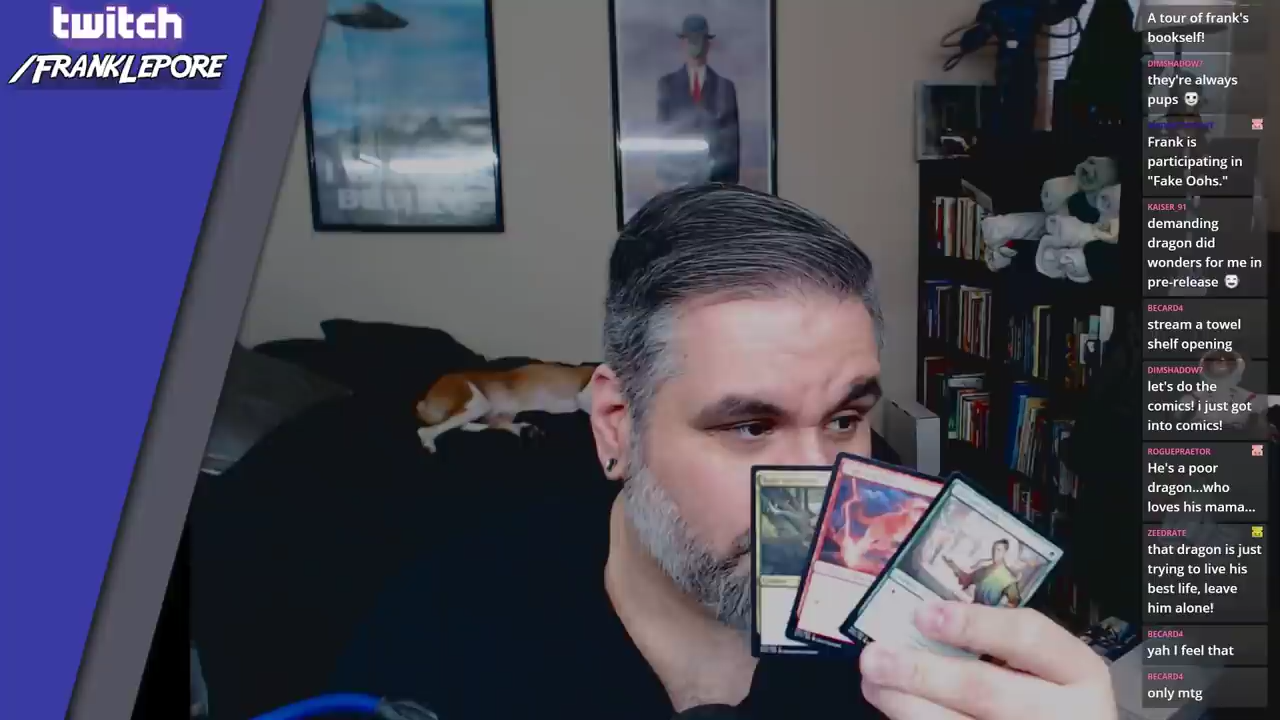 twitch
/FRANKLEPORE
A tour of frank's
bookself!
DIMSHADOW7
they're always
pups
Frank is
participating in
"Fake Oohs."
KAISER_91
demanding
dragon did
wonders for me in
pre-release
BECARD4
stream a towel
shelf opening
DIMSHADOW7
let's do the
comics! i just got
into comics!
ROGUEPRAETOR
He's a poor
dragon...who
loves his mama...
ZEEDRATE
that dragon is just
trying to live his
best life, leave
him alone!
BECARD4
yah I feel that
BECARD4
only mtg